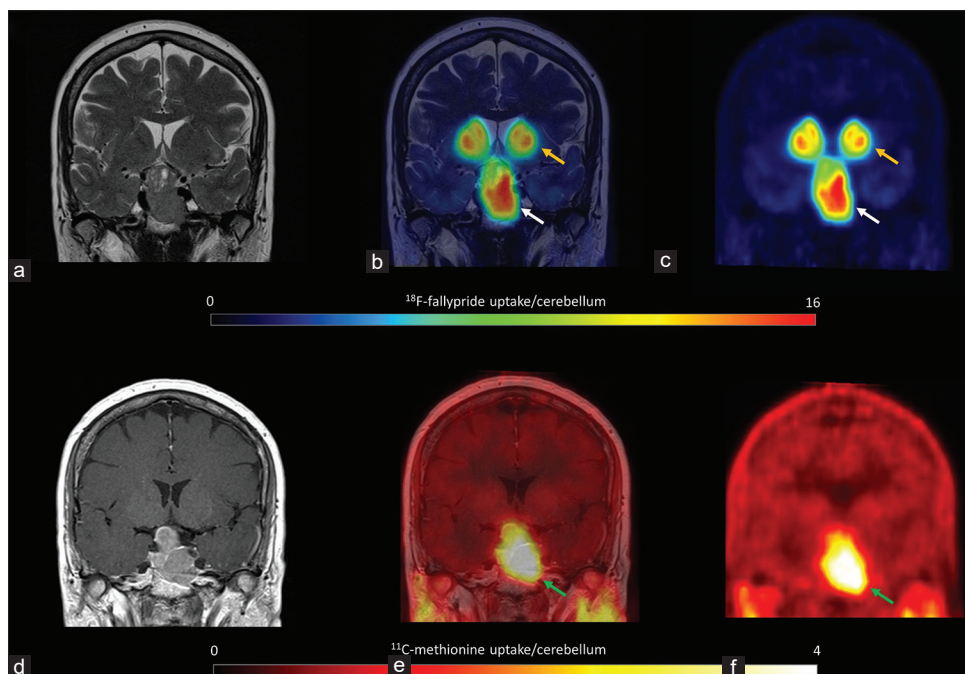 a
b
c
0 ¹⁸F-fallypride uptake/cerebellum 16
d
e
f
0 ¹¹C-methionine uptake/cerebellum 4